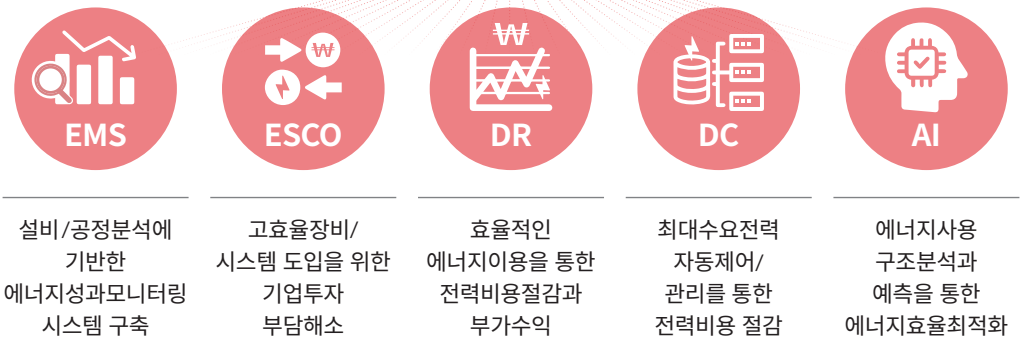 EMS
설비/공정분석에
기반한
에너지성과모니터링
시스템 구축
₩
ESCO
고효율장비/
시스템 도입을 위한
기업투자
부담해소
₩
DR
효율적인
에너지이용을 통한
전력비용절감과
부가수익
DC
최대수요전력
자동제어/
관리를 통한
전력비용 절감
AI
에너지사용
구조분석과
예측을 통한
에너지효율최적화